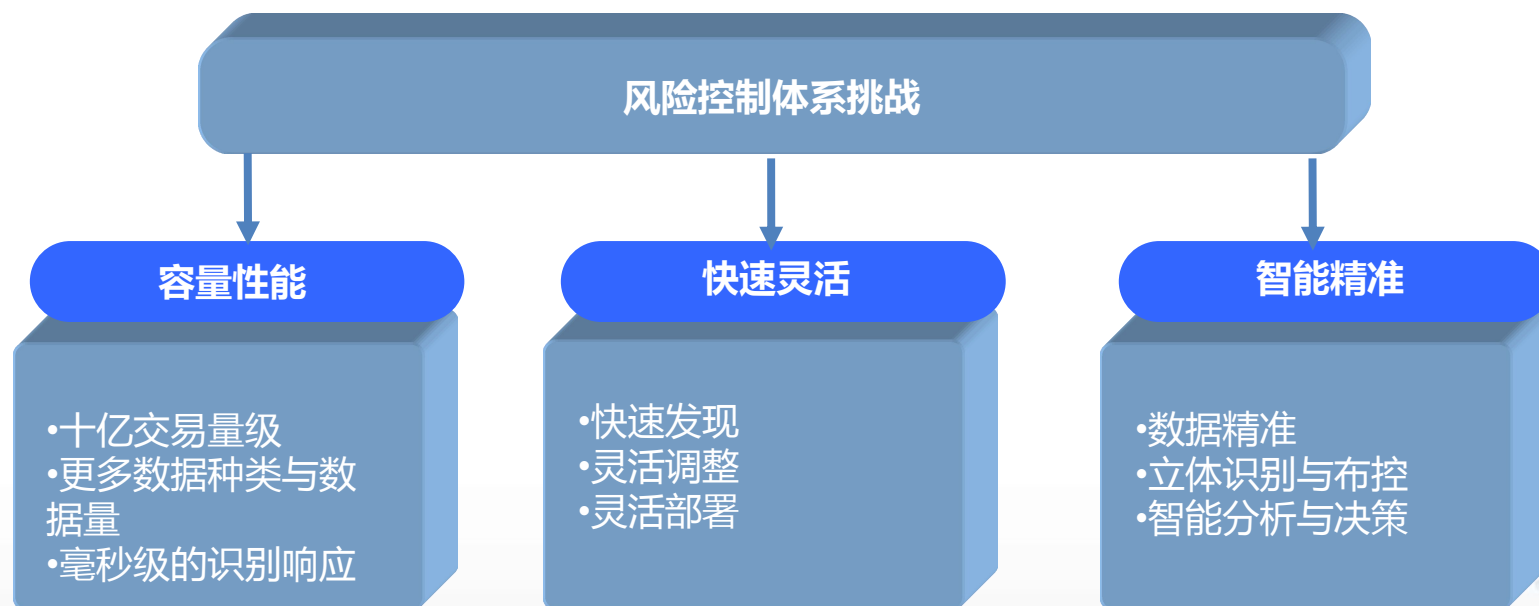 风险控制体系挑战
容量性能
•十亿交易量级
•更多数据种类与数
据量
•毫秒级的识别响应
快速灵活
•快速发现
•灵活调整
•灵活部署
智能精准
•数据精准
•立体识别与布控
•智能分析与决策